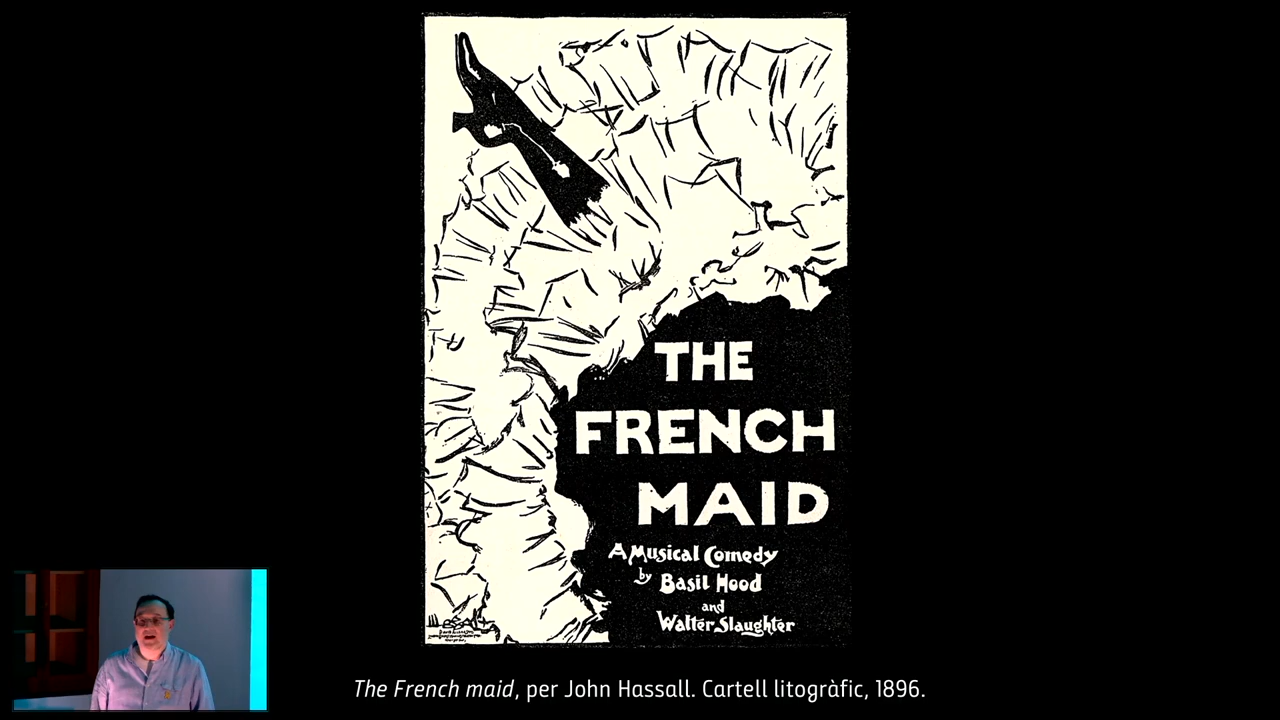 THE
FRENCH
MAID
A Musical Comedy
by Basil Hood
and
Walter Slaughter
The French maid, per John Hassall. Cartell litogràfic, 1896.